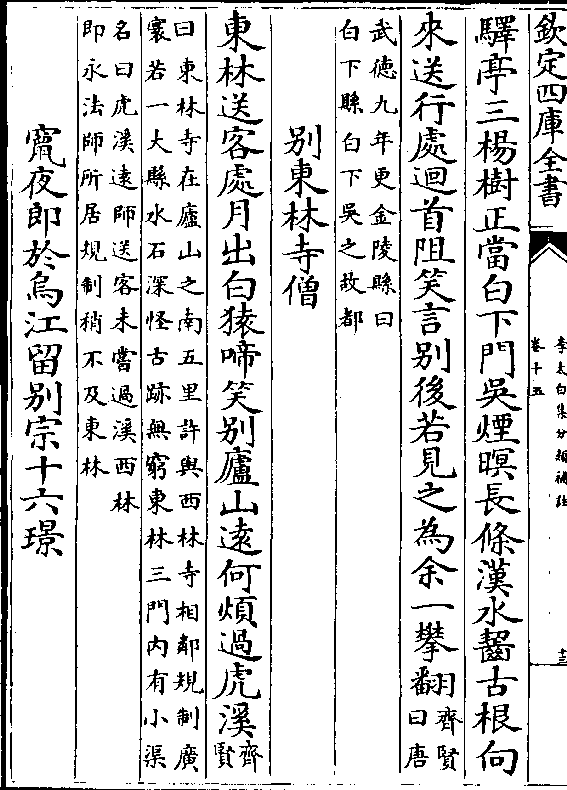 欽定四庫全書
李太白集分類補註
卷十五
十三
驛亭三楊樹正當白下門吳煙暝長條漢水齧古根向
來送行處迴首阻笑言别後若見之為余一攀翻
齊賢
曰唐
武徳九年更金陵縣曰
白下縣白下吳之故都
别東林寺僧
東林送客處月出白猿啼笑别廬山逺何煩過虎溪
齊
賢
曰東林寺在廬山之南五里許與西林寺相鄰規制廣
寰若一大縣水石深怪古跡無窮東林三門內有小渠
名曰虎溪逺師送客未嘗過溪西林
即永法師所居規制稍不及東林
竄夜郎於烏江留别宗十六璟